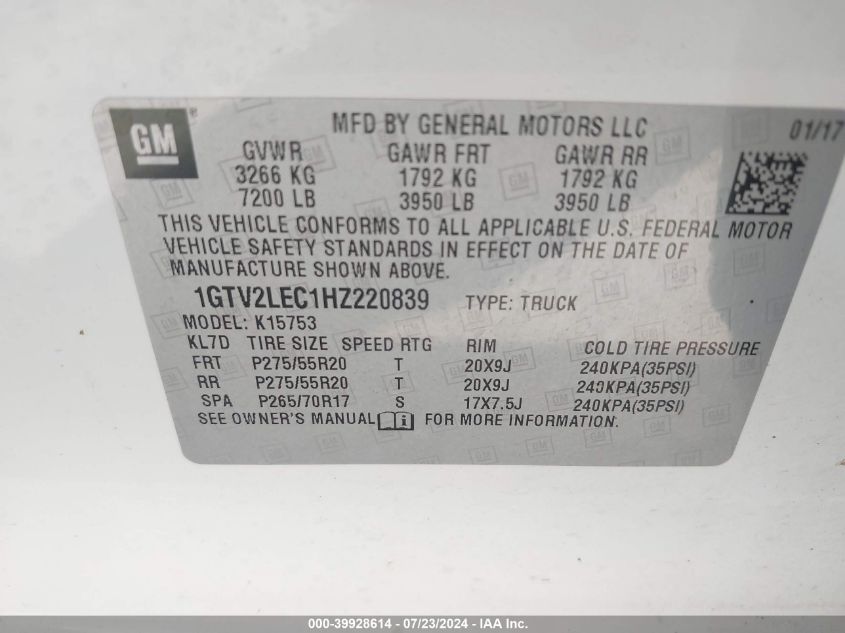 GM
MFD BY GENERAL MOTORS LLC 01/17
GVWR GAWR FRT GAWR RR
3266 KG 1792 KG 1792 KG
7200 LB 3950 LB 3950 LB
THIS VEHICLE CONFORMS TO ALL APPLICABLE U.S. FEDERAL MOTOR
VEHICLE SAFETY STANDARDS IN EFFECT ON THE DATE OF
MANUFACTURE SHOWN ABOVE.
1GTV2LEC1HZ220839 TYPE: TRUCK
MODEL: K15753
KL7D TIRE SIZE SPEED RTG RIM COLD TIRE PRESSURE
FRT P275/55R20 T 20X9J 240KPA(35PSI)
RR P275/55R20 T 20X9J 240KPA(35PSI)
SPA P265/70R17 S 17X7.5J 240KPA(35PSI)
SEE OWNER'S MANUAL i FOR MORE INFORMATION.
000-39928614 - 07/23/2024 - IAA Inc.